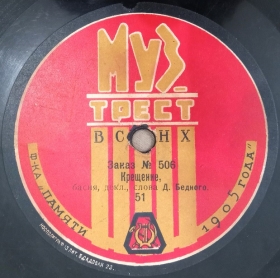 МУЗ
ТРЕСТ
ВСНХ
Заказ № 506
Крещение,
басня, декл., слова Д. Бедного.
51
Ф-КА „ПАМЯТИ
1905 ГОДА"